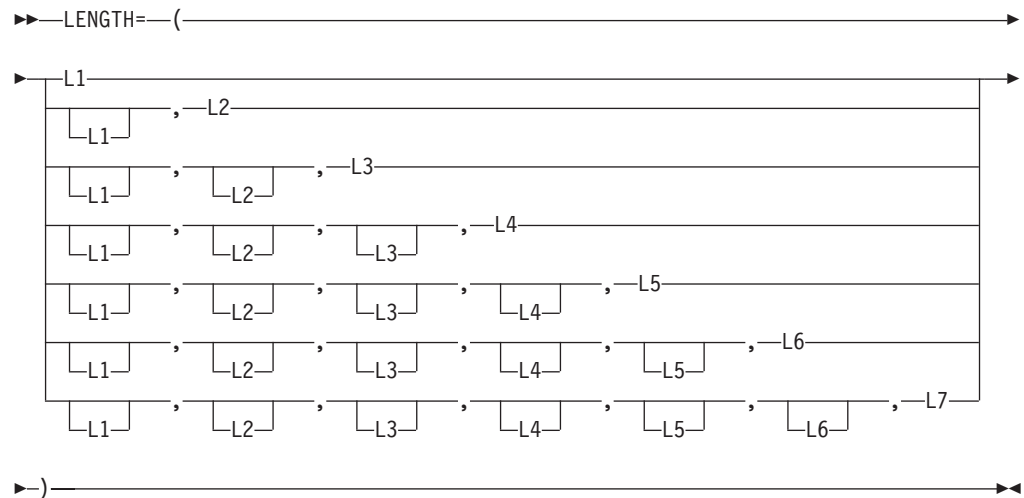 LENGTH= (
L1
, L2
L1
, , L3
L1 L2
, , , L4
L1 L2 L3
, , , , L5
L1 L2 L3 L4
, , , , , L6
L1 L2 L3 L4 L5
, , , , , , L7
L1 L2 L3 L4 L5 L6
)